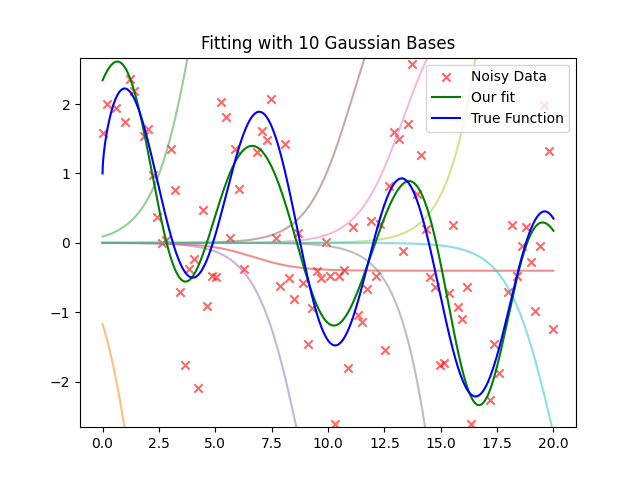 Fitting with 10 Gaussian Bases
Noisy Data
Our fit
True Function
2
1
0
−1
−2
0.0 2.5 5.0 7.5 10.0 12.5 15.0 17.5 20.0